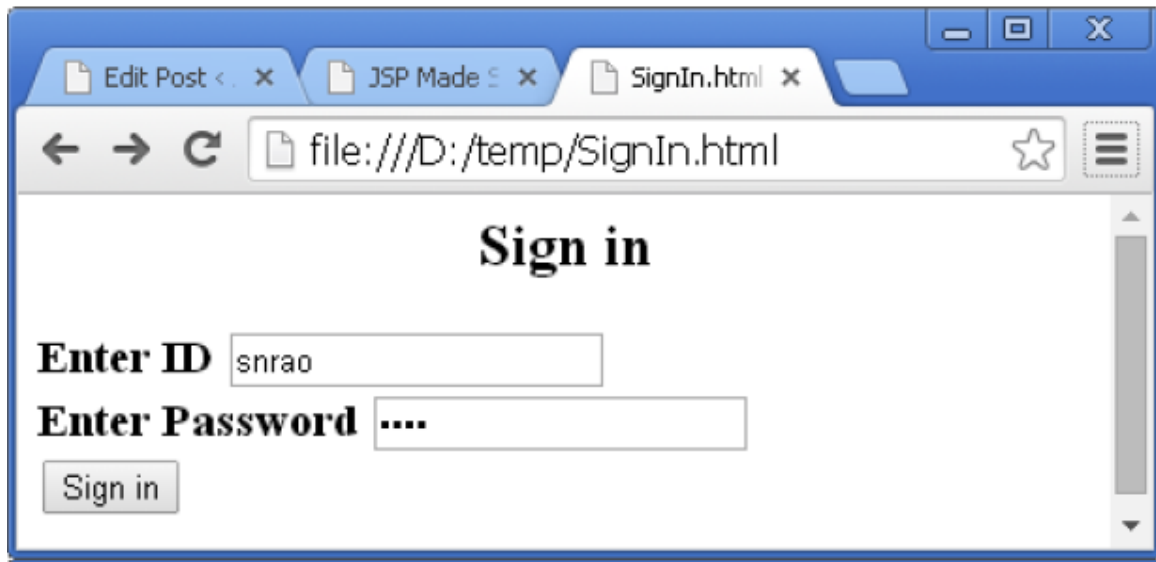 Edit Post <
JSP Made S
SignIn.html
file:///D:/temp/SignIn.html
Sign in
Enter ID snrao
Enter Password ····
Sign in